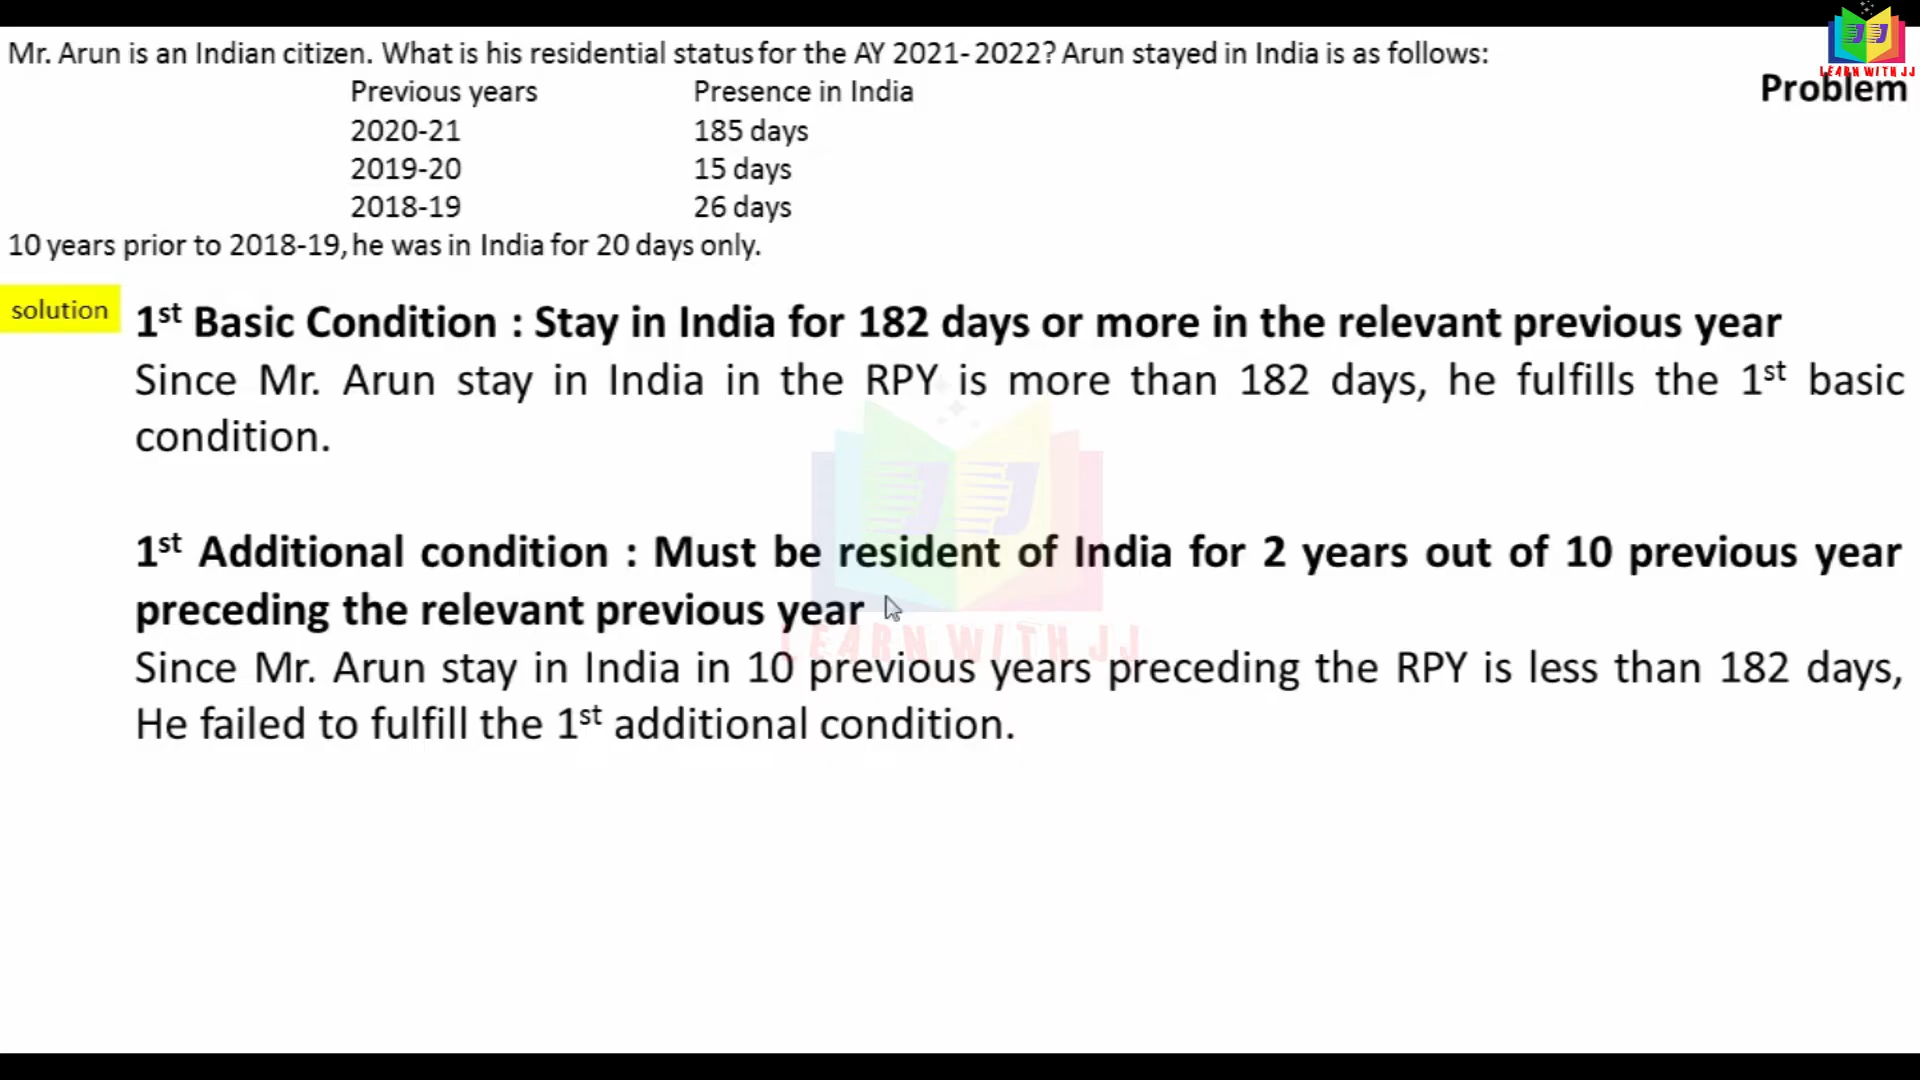 Mr. Arun is an Indian citizen. What is his residential status for the AY 2021-2022? Arun stayed in India is as follows:
LEARN WITH JJ
Problem
Previous years Presence in India
2020-21 185 days
2019-20 15 days
2018-19 26 days
10 years prior to 2018-19, he was in India for 20 days only.
solution
1st Basic Condition : Stay in India for 182 days or more in the relevant previous year
Since Mr. Arun stay in India in the RPY is more than 182 days, he fulfills the 1st basic
condition.
1st Additional condition : Must be resident of India for 2 years out of 10 previous year
preceding the relevant previous year
LEARN WITH JJ
Since Mr. Arun stay in India in 10 previous years preceding the RPY is less than 182 days,
He failed to fulfill the 1st additional condition.